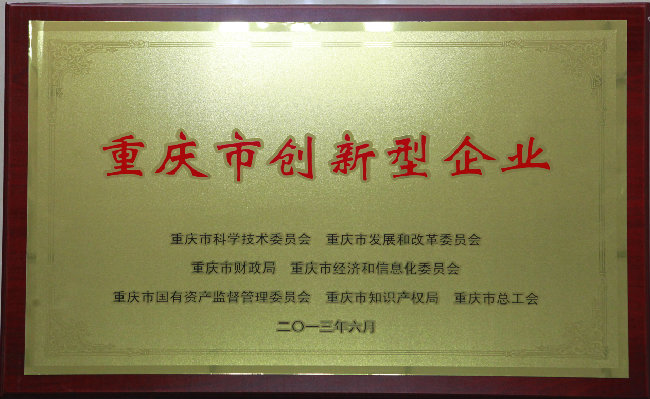 重庆市创新型企业
重庆市科学技术委员会 重庆市发展和改革委员会
重庆市财政局 重庆市经济和信息化委员会
重庆市国有资产监督管理委员会 重庆市知识产权局 重庆市总工会
二〇一三年六月